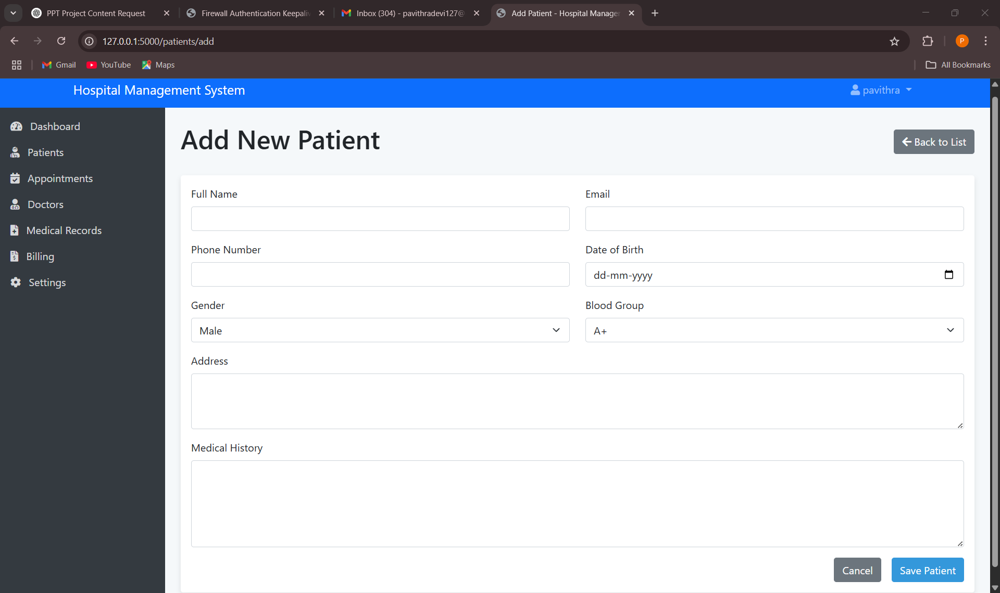 PPT Project Content Request
Firewall Authentication Keepaliv
Inbox (304) - pavithradevi127@
Add Patient - Hospital Manager
127.0.0.1:5000/patients/add
P
Gmail
YouTube
Maps
All Bookmarks
Hospital Management System
pavithra
Dashboard
Patients
Appointments
Doctors
Medical Records
Billing
Settings
Add New Patient
Back to List
Full Name
Email
Phone Number
Date of Birth
dd-mm-yyyy
Gender
Blood Group
Male
A+
Address
Medical History
Cancel
Save Patient